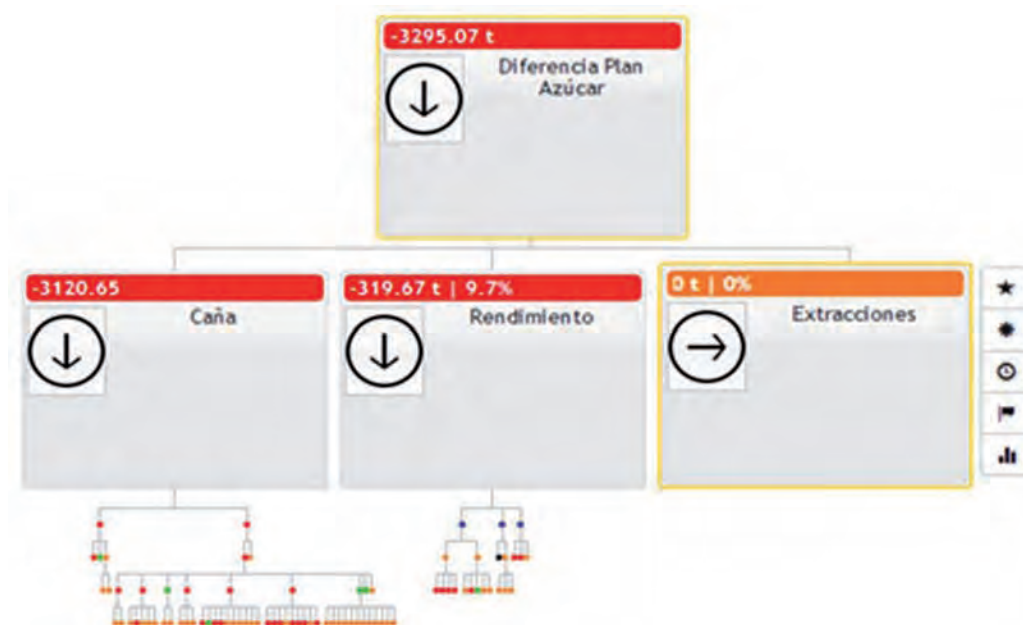 -3295.07 t
Diferencia Plan
Azúcar
-3120.65
Caña
-319.67 t | 9.7%
Rendimiento
0 t | 0%
Extracciones